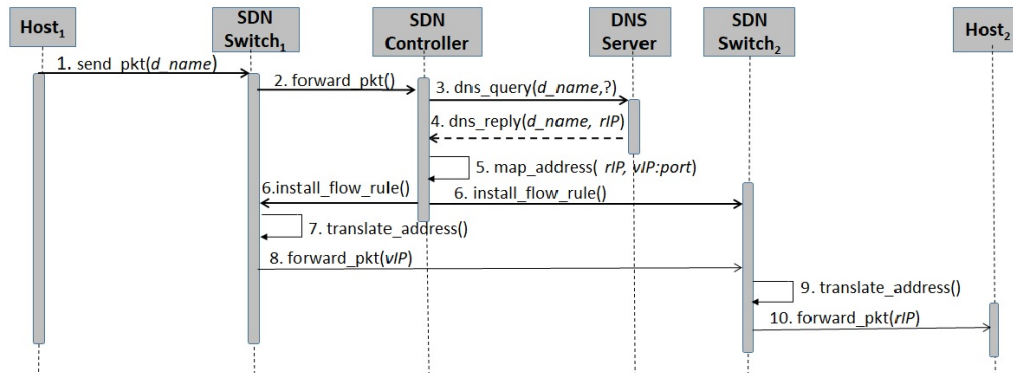 Host1
SDN
Switch1
SDN
Controller
DNS
Server
SDN
Switch2
Host2
1. send_pkt(d_name)
2. forward_pkt()
3. dns_query(d_name,?)
4. dns_reply(d_name, rIP)
5. map_address( rIP, vIP:port)
6.install_flow_rule()
6. install_flow_rule()
7. translate_address()
8. forward_pkt(vIP)
9. translate_address()
10. forward_pkt(rIP)